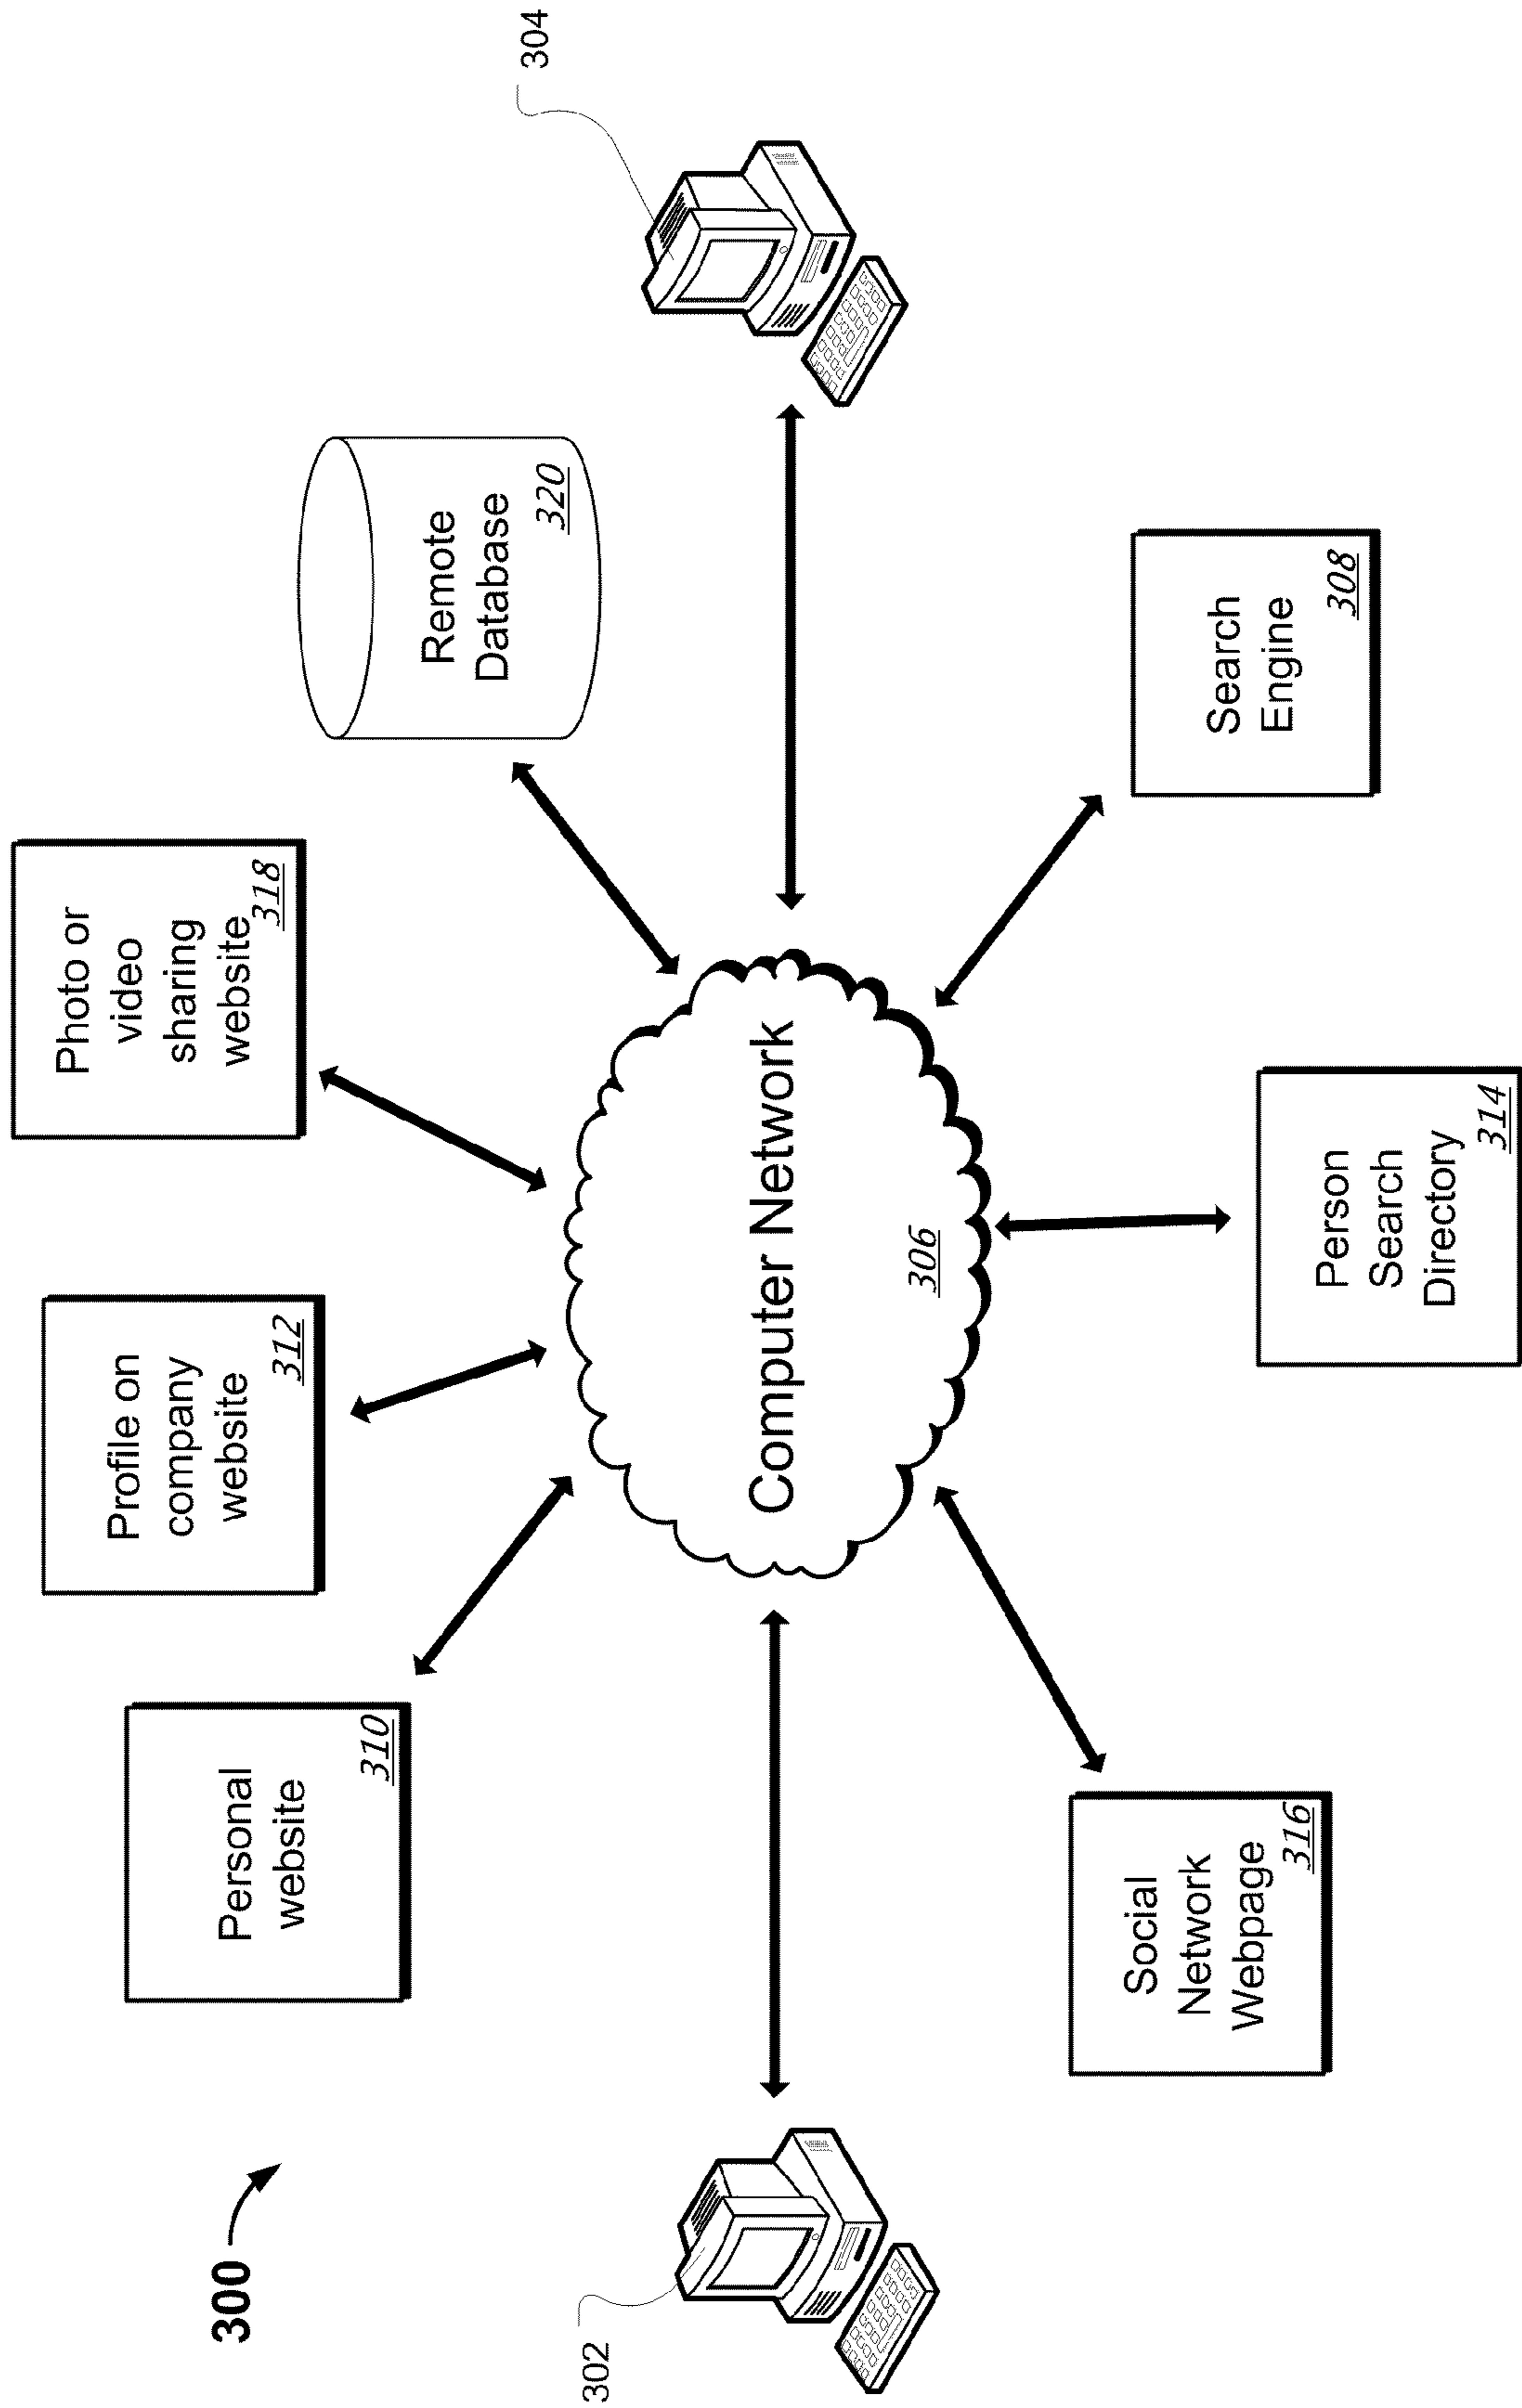 300
Personal
website
310
Profile on
company
website
312
Photo or
video
sharing
website
318
Remote
Database
320
304
302
Computer Network
306
Social
Network
Webpage
316
Person
Search
Directory
314
Search
Engine
308